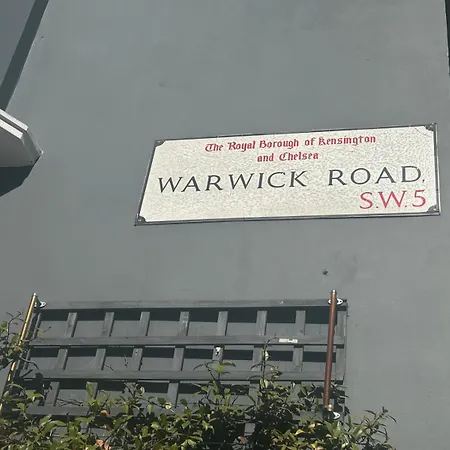 The Royal Borough of Kensington
and Chelsea
WARWICK ROAD,
S.W.5